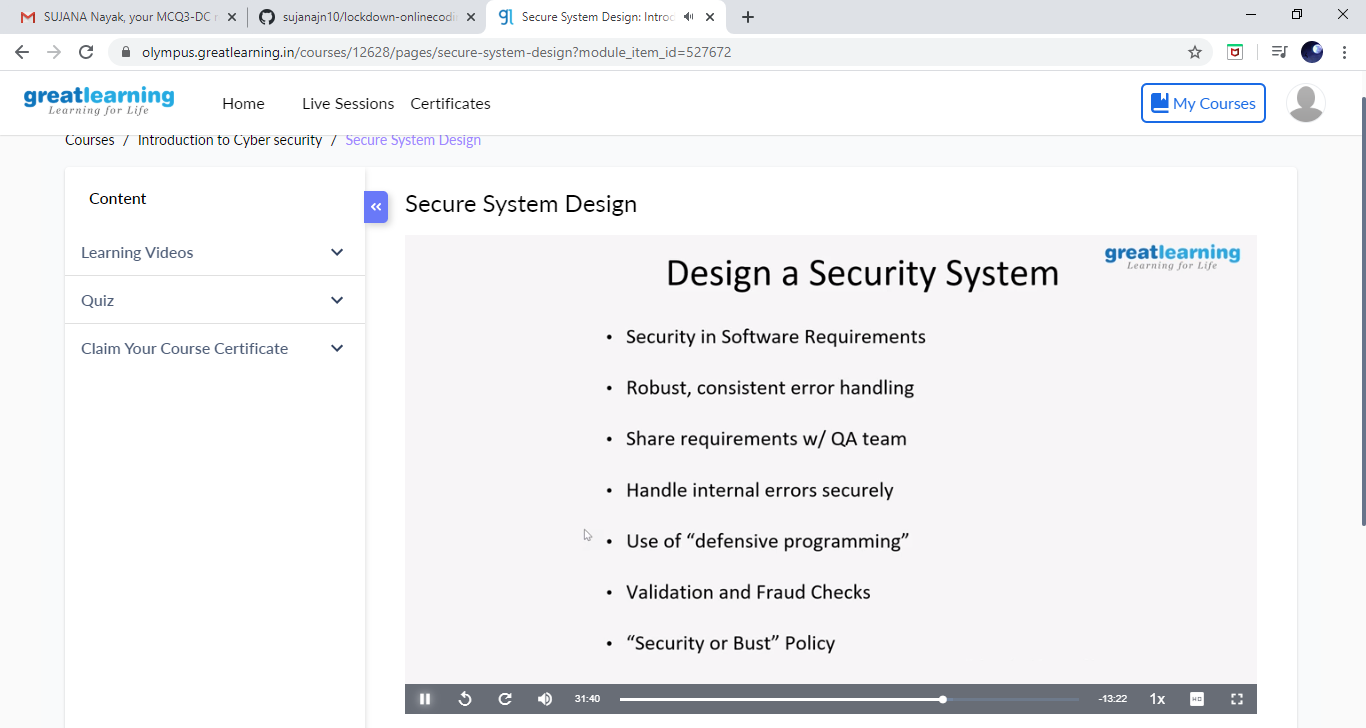 SUJANA Nayak, your MCQ3-DC
sujanajn10/lockdown-onlinecodi
Secure System Design: Introc
olympus.greatlearning.in/courses/12628/pages/secure-system-design?module_item_id=527672
greatlearning
Learning for Life
Home
Live Sessions
Certificates
My Courses
Courses / Introduction to Cyber security / Secure System Design
Content
Learning Videos
Quiz
Claim Your Course Certificate
«
Secure System Design
greatlearning
Learning for Life
Design a Security System
• Security in Software Requirements
• Robust, consistent error handling
• Share requirements w/ QA team
• Handle internal errors securely
• Use of “defensive programming”
• Validation and Fraud Checks
• “Security or Bust” Policy
31:40
-13:22
1x
HD